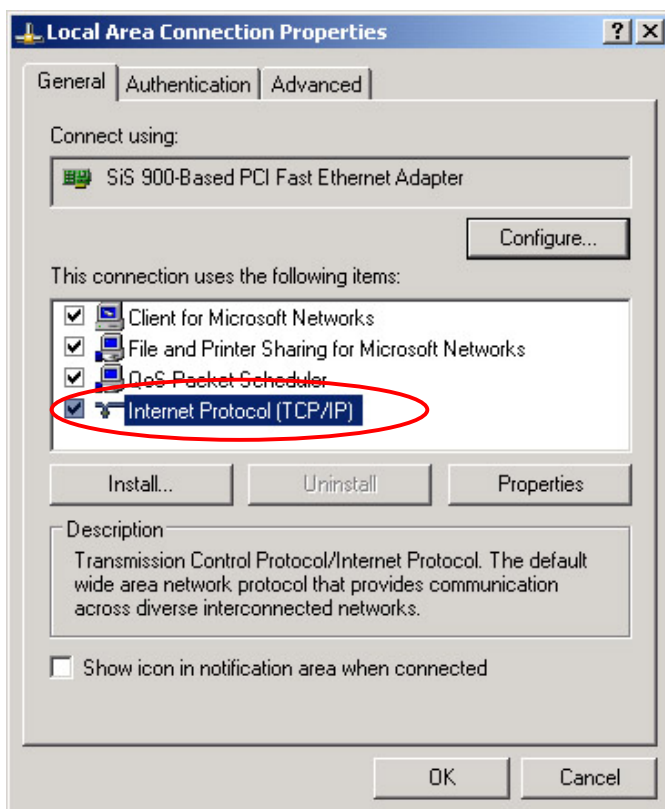 Local Area Connection Properties
General Authentication Advanced
Connect using:
SiS 900-Based PCI Fast Ethernet Adapter
Configure...
This connection uses the following items:
Client for Microsoft Networks
File and Printer Sharing for Microsoft Networks
QoS Packet Scheduler
Internet Protocol (TCP/IP)
Install... Uninstall Properties
Description
Transmission Control Protocol/Internet Protocol. The default
wide area network protocol that provides communication
across diverse interconnected networks.
Show icon in notification area when connected
OK Cancel